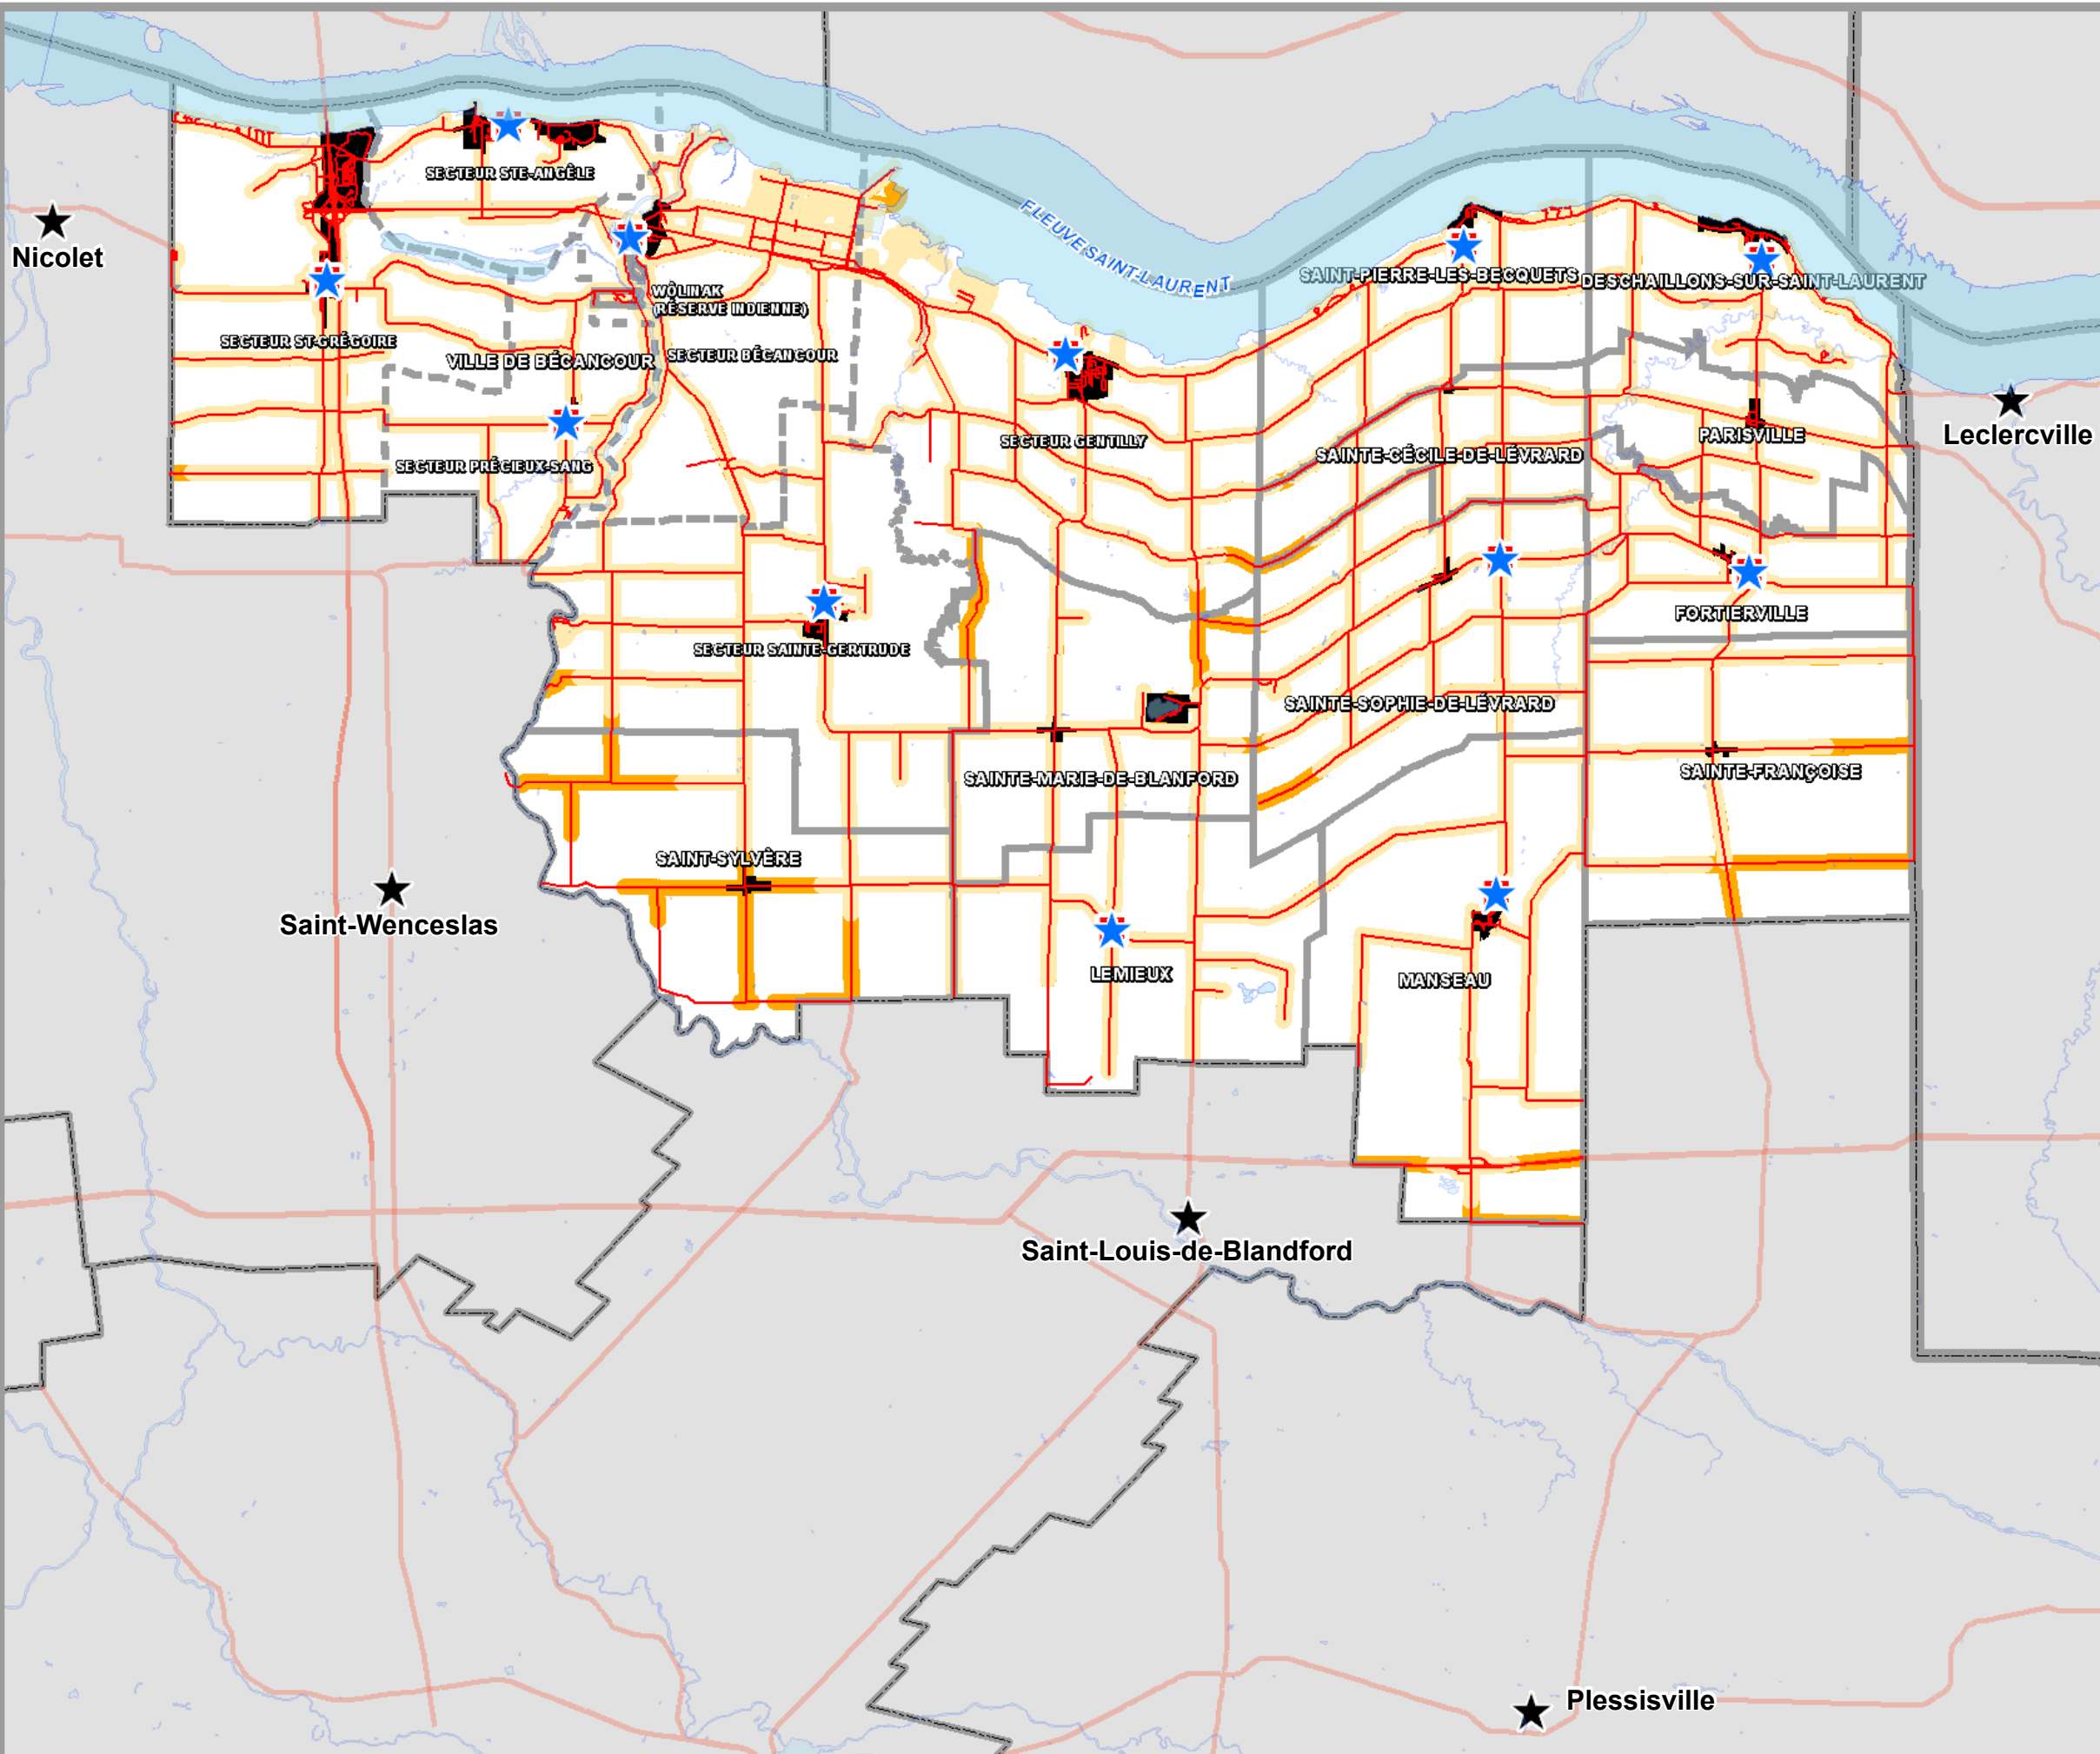 SECTEUR STE-ANGÈLE
Nicolet
FLEUVE SAINT-LAURENT
SAINT-PIERRE-LES-BECQUETS
DESCHAILLONS-SUR-SAINT-LAURENT
WÔLINAK
(RÉSERVE INDIENNE)
SECTEUR ST-GRÉGOIRE
VILLE DE BÉCANCOUR
SECTEUR BÉCANCOUR
Leclercville
SECTEUR GENTILLY
PARISVILLE
SAINTE-CÉCILE-DE-LÉVRARD
SECTEUR PRÉCIEUX-SANG
FORTIERVILLE
SECTEUR SAINTE-GERTRUDE
SAINTE-SOPHIE-DE-LÉVRARD
SAINTE-MARIE-DE-BLANFORD
SAINTE-FRANÇOISE
SAINT-SYLVÈRE
Saint-Wenceslas
LEMIEUX
MANSEAU
Saint-Louis-de-Blandford
Plessisville